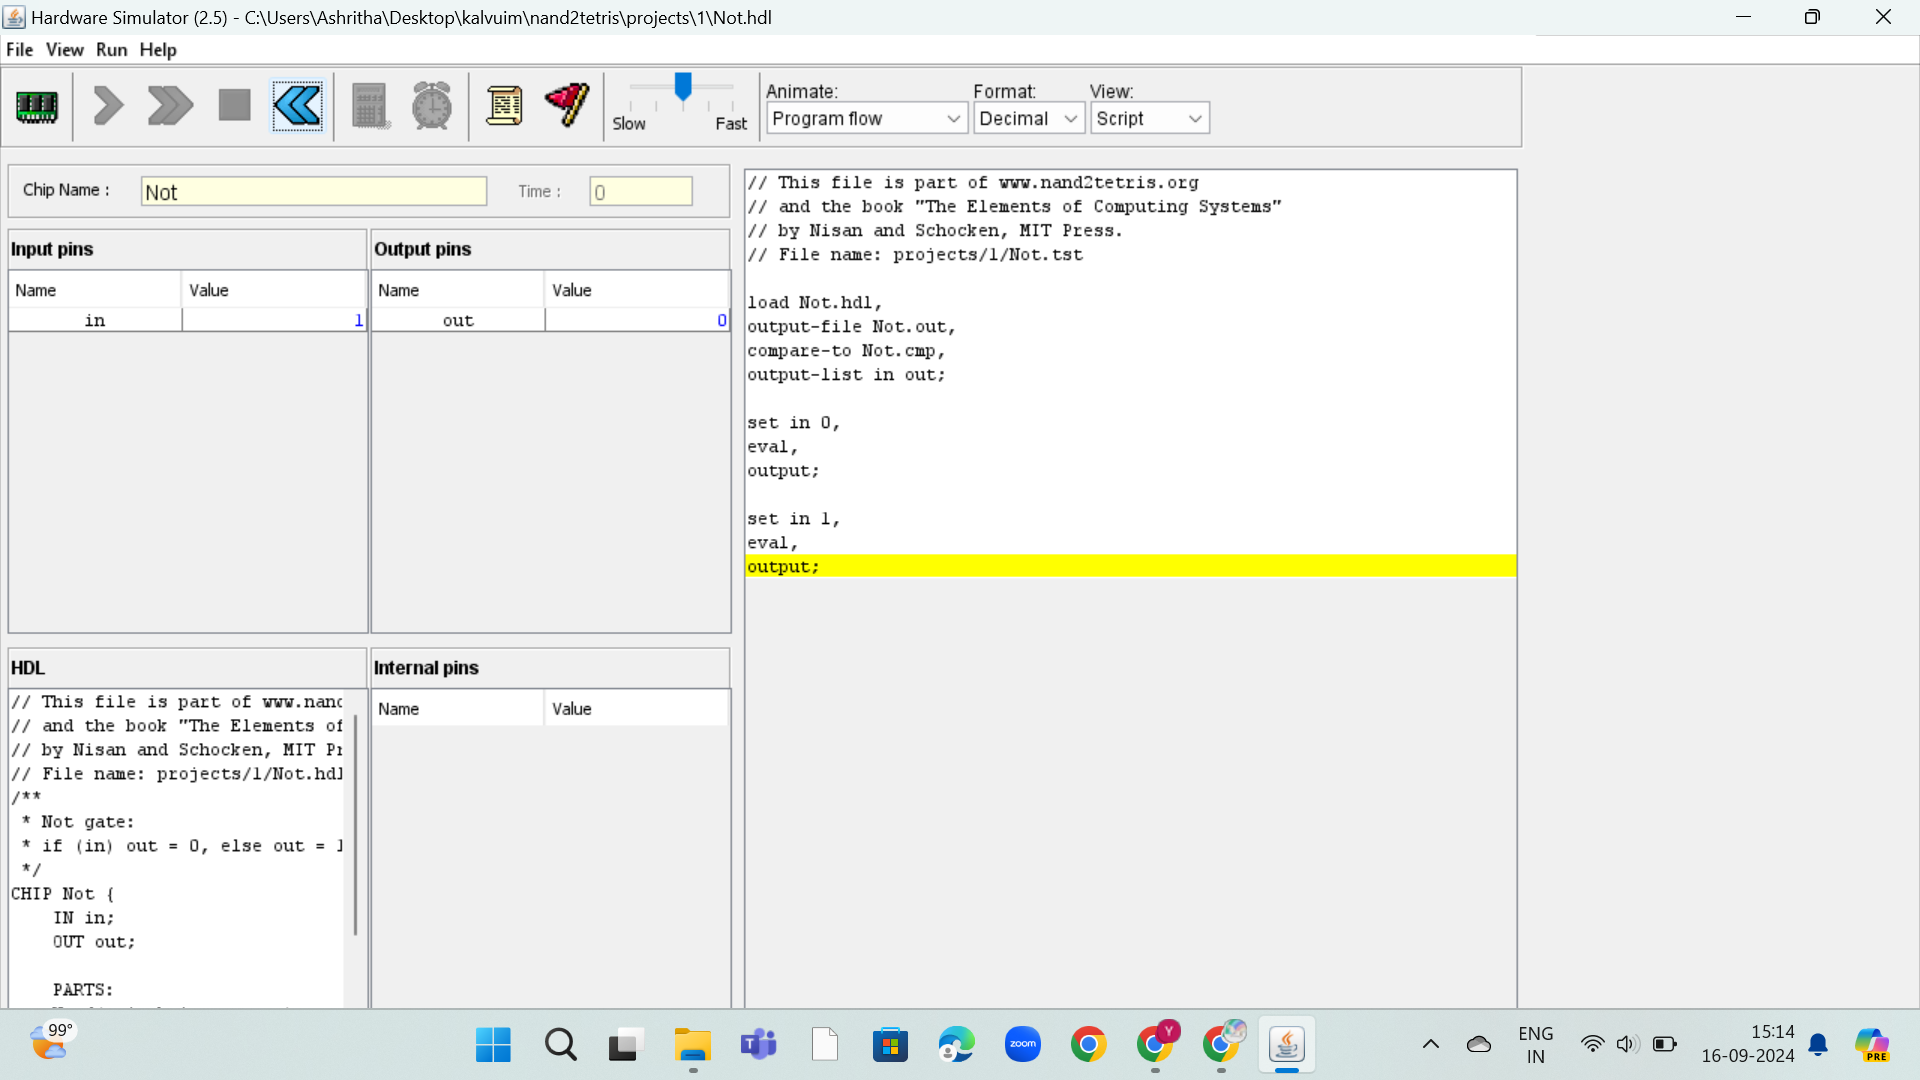 Hardware Simulator (2.5) - C:\Users\Ashritha\Desktop\kalvuim\nand2tetris\projects\1\Not.hdl
File View Run Help
Slow Fast
Animate: Format: View:
Program flow Decimal Script
Chip Name : Not Time : 0
Input pins
Name Value
in 1
Output pins
Name Value
out 0
HDL
// This file is part of www.nand
// and the book "The Elements of
// by Nisan and Schocken, MIT Pr
// File name: projects/1/Not.hdl
/**
* Not gate:
* if (in) out = 0, else out = 1
*/
CHIP Not {
IN in;
OUT out;
PARTS:
Internal pins
Name Value
// This file is part of www.nand2tetris.org
// and the book "The Elements of Computing Systems"
// by Nisan and Schocken, MIT Press.
// File name: projects/1/Not.tst
load Not.hdl,
output-file Not.out,
compare-to Not.cmp,
output-list in out;
set in 0,
eval,
output;
set in 1,
eval,
output;
99°
zoom
Y
ENG
IN
15:14
16-09-2024
PRE